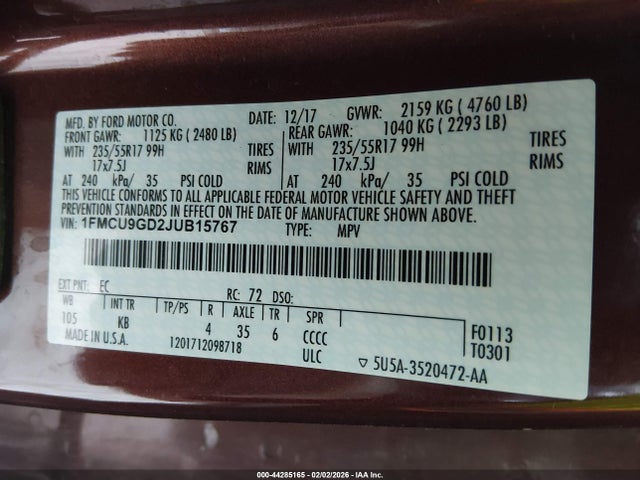 MFD. BY FORD MOTOR CO. DATE: 12/17 GVWR: 2159 KG ( 4760 LB)
FRONT GAWR: 1125 KG ( 2480 LB) REAR GAWR: 1040 KG ( 2293 LB)
WITH 235/55R17 99H TIRES WITH 235/55R17 99H TIRES
17x7.5J RIMS 17x7.5J RIMS
AT 240 kPa/ 35 PSI COLD AT 240 kPa/ 35 PSI COLD
THIS VEHICLE CONFORMS TO ALL APPLICABLE FEDERAL MOTOR VEHICLE SAFETY AND THEFT
PREVENTION STANDARDS IN EFFECT ON THE DATE OF MANUFACTURE SHOWN ABOVE.
VIN: 1FMCU9GD2JUB15767 TYPE: MPV
EXT PNT: EC RC: 72 DSO:
WB INT TR TP/PS R AXLE TR SPR
105 KB 4 35 6 CCCC F0113
MADE IN U.S.A. 1201712098718 ULC T0301
▽ 5U5A-3520472-AA
000-44285165 - 02/02/2026 - IAA Inc.